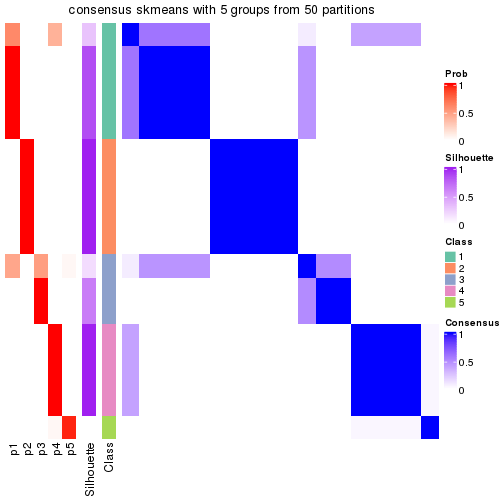 consensus skmeans with 5 groups from 50 partitions
Prob
1
0.5
0
Silhouette
1
0.5
0
Class
1
2
3
4
5
Consensus
1
0.5
0
p1
p2
p3
p4
p5
Silhouette
Class